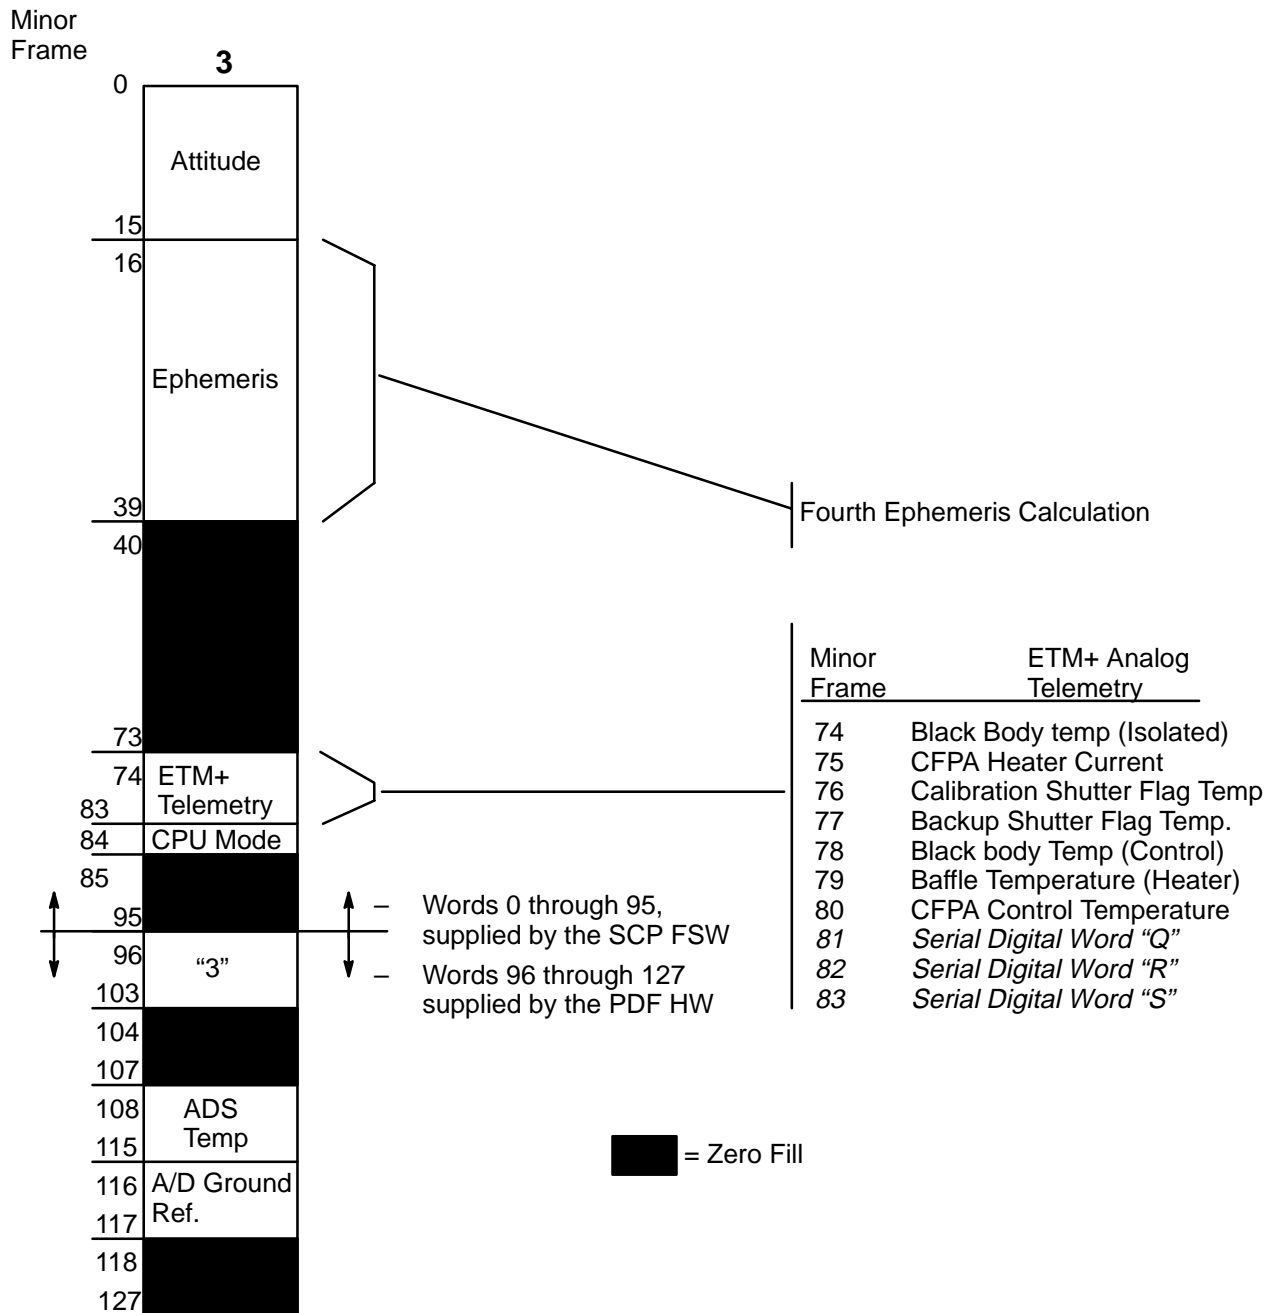 Minor
Frame
3
0
Attitude
15
16
Ephemeris
39
40
Fourth Ephemeris Calculation
73
74 ETM+
Telemetry
83
84 CPU Mode
85
95
96
“3”
103
104
107
108 ADS
Temp
115
116 A/D Ground
Ref.
117
118
127
– Words 0 through 95,
supplied by the SCP FSW
– Words 96 through 127
supplied by the PDF HW
Minor ETM+ Analog
Frame Telemetry
74 Black Body temp (Isolated)
75 CFPA Heater Current
76 Calibration Shutter Flag Temp
77 Backup Shutter Flag Temp.
78 Black body Temp (Control)
79 Baffle Temperature (Heater)
80 CFPA Control Temperature
81 Serial Digital Word “Q”
82 Serial Digital Word “R”
83 Serial Digital Word “S”
= Zero Fill